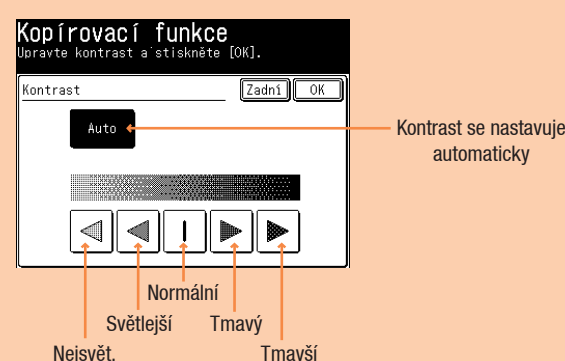 Kopírovací funkce
Upravte kontrast a stiskněte [OK].
Kontrast
Zadní
OK
Auto
Kontrast se nastavuje
automaticky
Normální
Světlejší
Tmavý
Nejsvět.
Tmavší